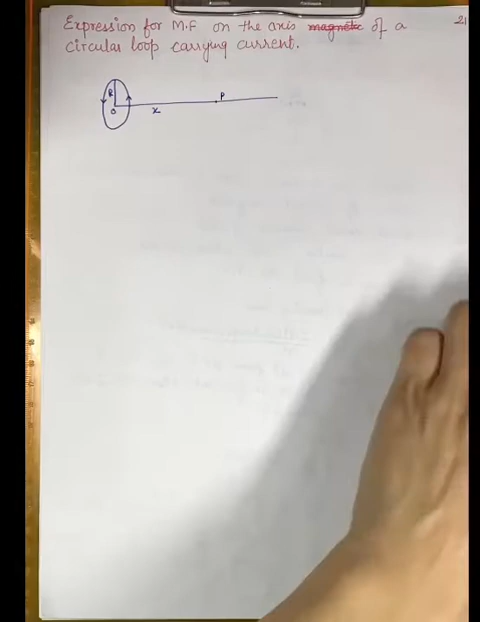 Expression for M.F on the axis magnetic of a
circular loop carrying current.
R
O
x
P